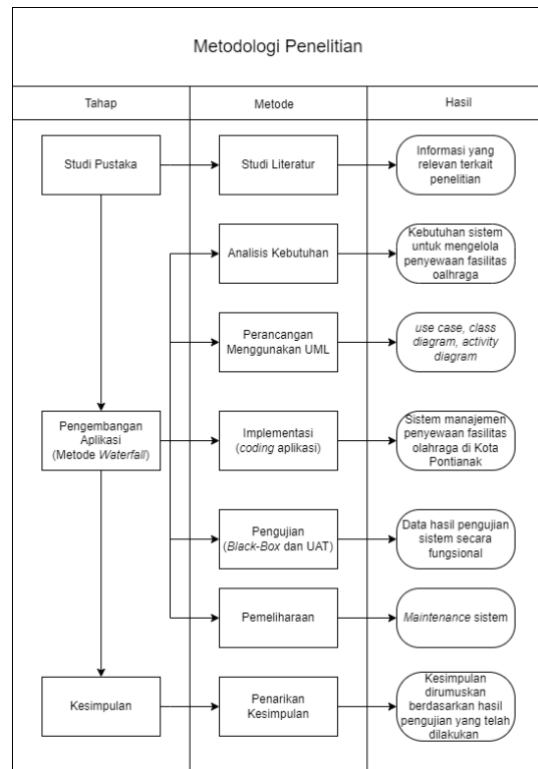 Metodologi Penelitian
Tahap
Metode
Hasil
Studi Pustaka
Studi Literatur
Informasi yang
relevan terkait
penelitian
Analisis Kebutuhan
Kebutuhan sistem
untuk mengelola
penyewaan fasilitas
oalhraga
Perancangan
Menggunakan UML
use case, class
diagram, activity
diagram
Pengembangan
Aplikasi
(Metode Waterfall)
Implementasi
(coding aplikasi)
Sistem manajemen
penyewaan fasilitas
olahraga di Kota
Pontianak
Pengujian
(Black-Box dan UAT)
Data hasil pengujian
sistem secara
fungsional
Pemeliharaan
Maintenance sistem
Kesimpulan
Penarikan
Kesimpulan
Kesimpulan
dirumuskan
berdasarkan hasil
pengujian yang telah
dilakukan